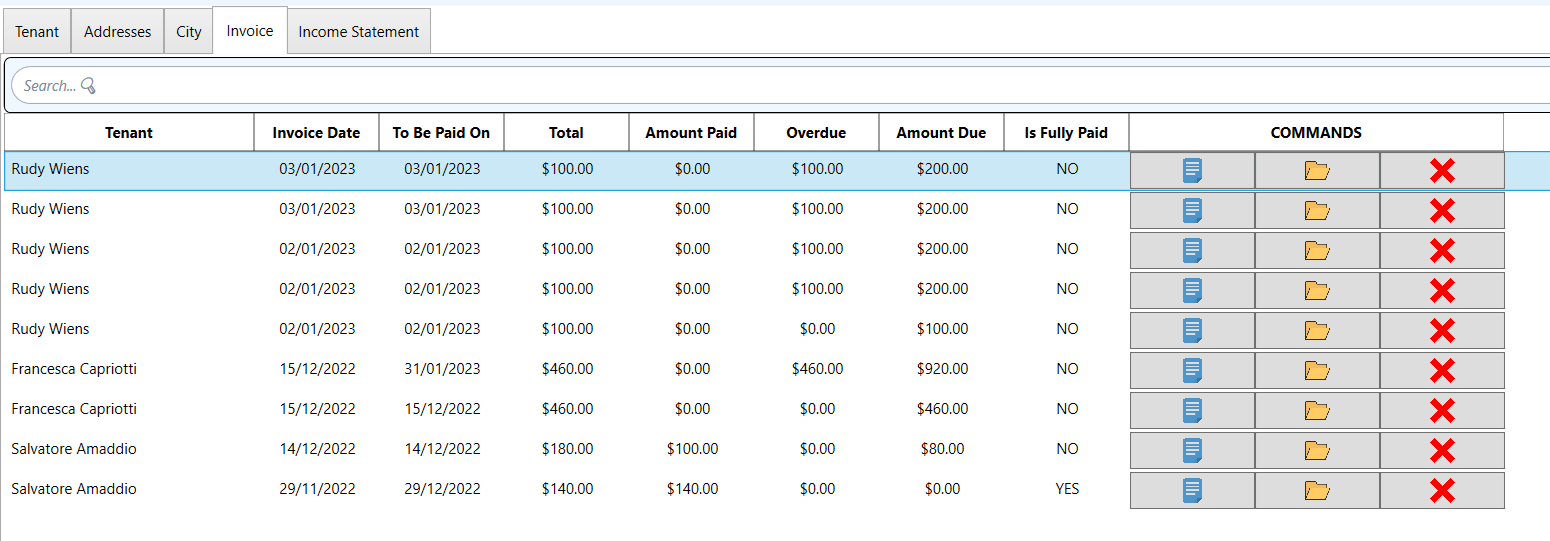 Tenant Addresses City Invoice Income Statement
Search...
Tenant Invoice Date To Be Paid On Total Amount Paid Overdue Amount Due Is Fully Paid COMMANDS
Rudy Wiens 03/01/2023 03/01/2023 $100.00 $0.00 $100.00 $200.00 NO
Rudy Wiens 03/01/2023 03/01/2023 $100.00 $0.00 $100.00 $200.00 NO
Rudy Wiens 02/01/2023 02/01/2023 $100.00 $0.00 $100.00 $200.00 NO
Rudy Wiens 02/01/2023 02/01/2023 $100.00 $0.00 $100.00 $200.00 NO
Rudy Wiens 02/01/2023 02/01/2023 $100.00 $0.00 $0.00 $100.00 NO
Francesca Capriotti 15/12/2022 31/01/2023 $460.00 $0.00 $460.00 $920.00 NO
Francesca Capriotti 15/12/2022 15/12/2022 $460.00 $0.00 $0.00 $460.00 NO
Salvatore Amaddio 14/12/2022 14/12/2022 $180.00 $100.00 $0.00 $80.00 NO
Salvatore Amaddio 29/11/2022 29/12/2022 $140.00 $140.00 $0.00 $0.00 YES